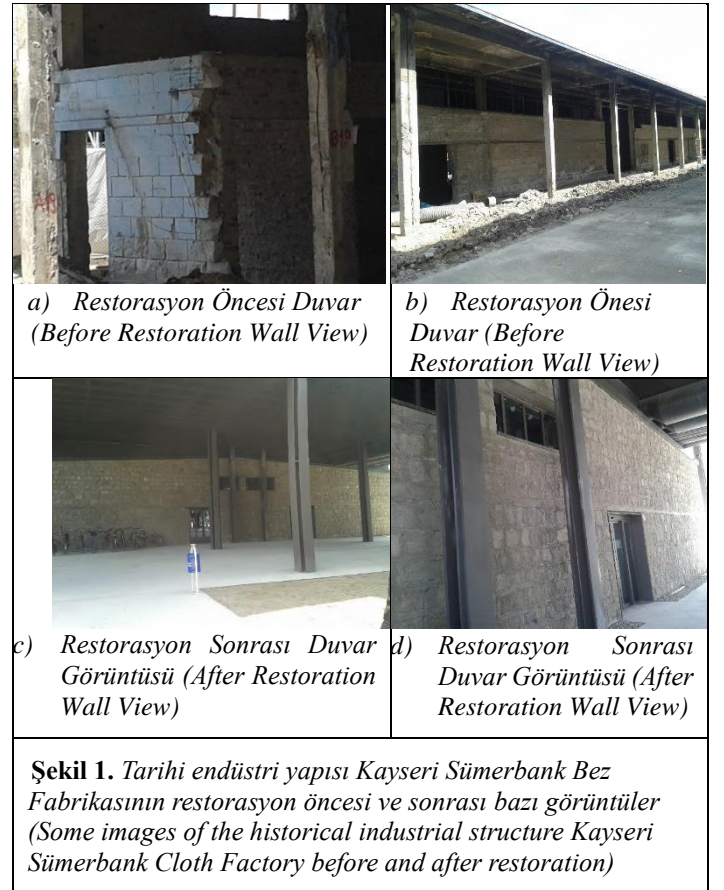 a) Restorasyon Öncesi Duvar
(Before Restoration Wall View)
b) Restorasyon Önesi
Duvar (Before
Restoration Wall View)
c) Restorasyon Sonrası Duvar
Görüntüsü (After Restoration
Wall View)
d) Restorasyon Sonrası
Duvar Görüntüsü (After
Restoration Wall View)
Şekil 1. Tarihi endüstri yapısı Kayseri Sümerbank Bez
Fabrikasının restorasyon öncesi ve sonrası bazı görüntüler
(Some images of the historical industrial structure Kayseri
Sümerbank Cloth Factory before and after restoration)